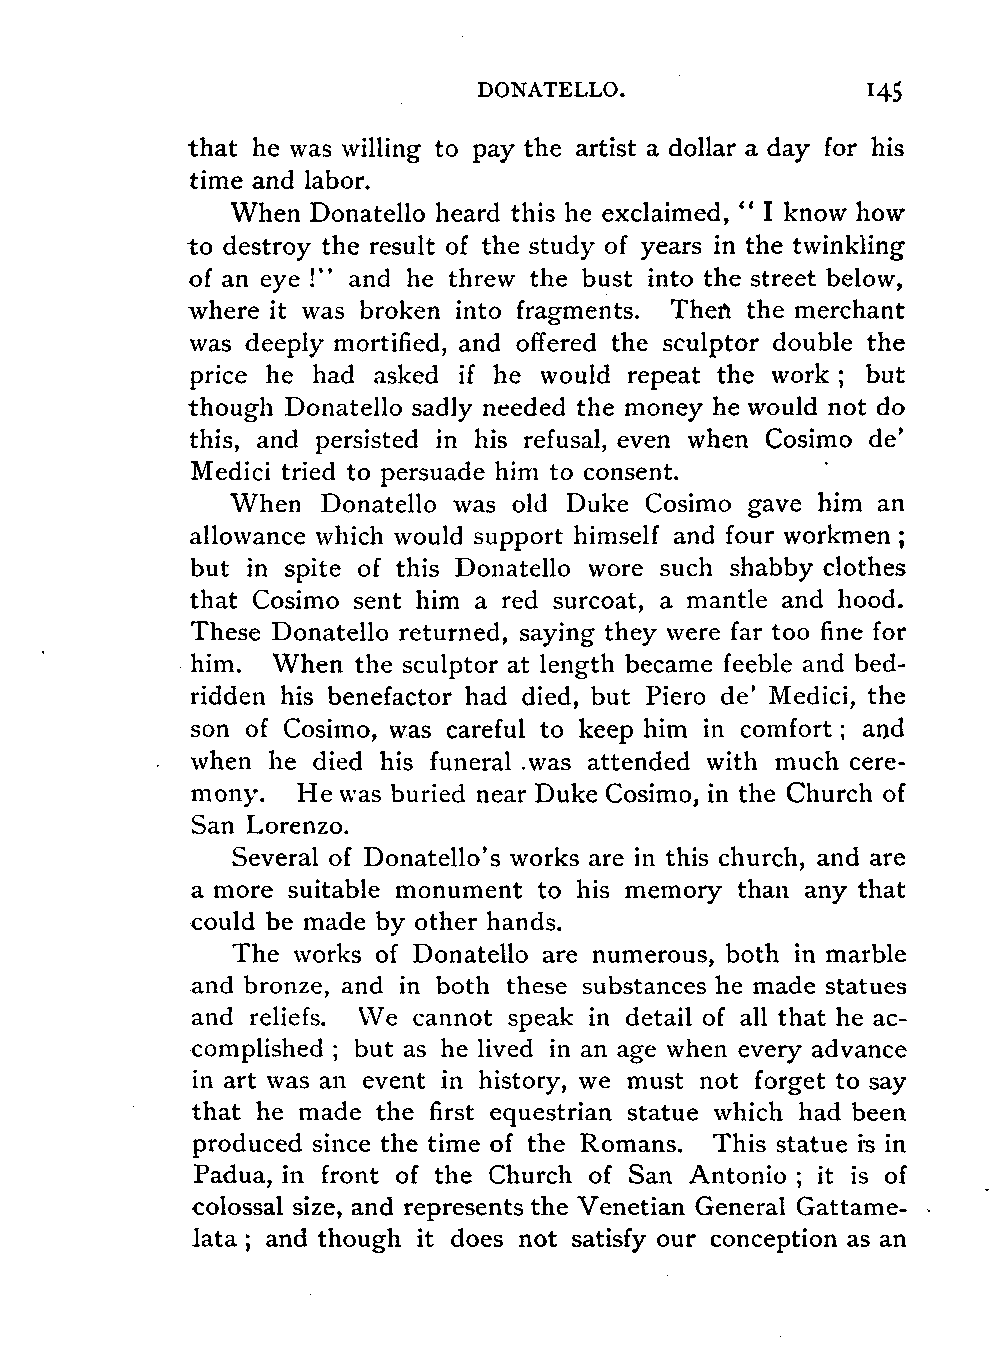 DONATELLO. 145
that he was willing to pay the artist a dollar a day for his
time and labor.
When Donatello heard this he exclaimed, “ I know how
to destroy the result of the study of years in the twinkling
of an eye !” and he threw the bust into the street below,
where it was broken into fragments. Then the merchant
was deeply mortified, and offered the sculptor double the
price he had asked if he would repeat the work ; but
though Donatello sadly needed the money he would not do
this, and persisted in his refusal, even when Cosimo de’
Medici tried to persuade him to consent.
When Donatello was old Duke Cosimo gave him an
allowance which would support himself and four workmen ;
but in spite of this Donatello wore such shabby clothes
that Cosimo sent him a red surcoat, a mantle and hood.
These Donatello returned, saying they were far too fine for
him. When the sculptor at length became feeble and bed-
ridden his benefactor had died, but Piero de’ Medici, the
son of Cosimo, was careful to keep him in comfort ; and
when he died his funeral was attended with much cere-
mony. He was buried near Duke Cosimo, in the Church of
San Lorenzo.
Several of Donatello’s works are in this church, and are
a more suitable monument to his memory than any that
could be made by other hands.
The works of Donatello are numerous, both in marble
and bronze, and in both these substances he made statues
and reliefs. We cannot speak in detail of all that he ac-
complished ; but as he lived in an age when every advance
in art was an event in history, we must not forget to say
that he made the first equestrian statue which had been
produced since the time of the Romans. This statue is in
Padua, in front of the Church of San Antonio ; it is of
colossal size, and represents the Venetian General Gattame-
lata ; and though it does not satisfy our conception as an